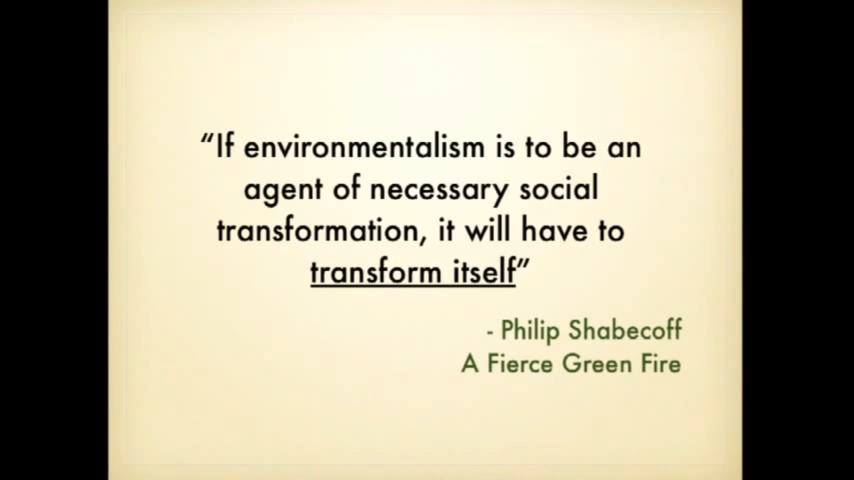 “If environmentalism is to be an
agent of necessary social
transformation, it will have to
transform itself”
- Philip Shabecoff
A Fierce Green Fire